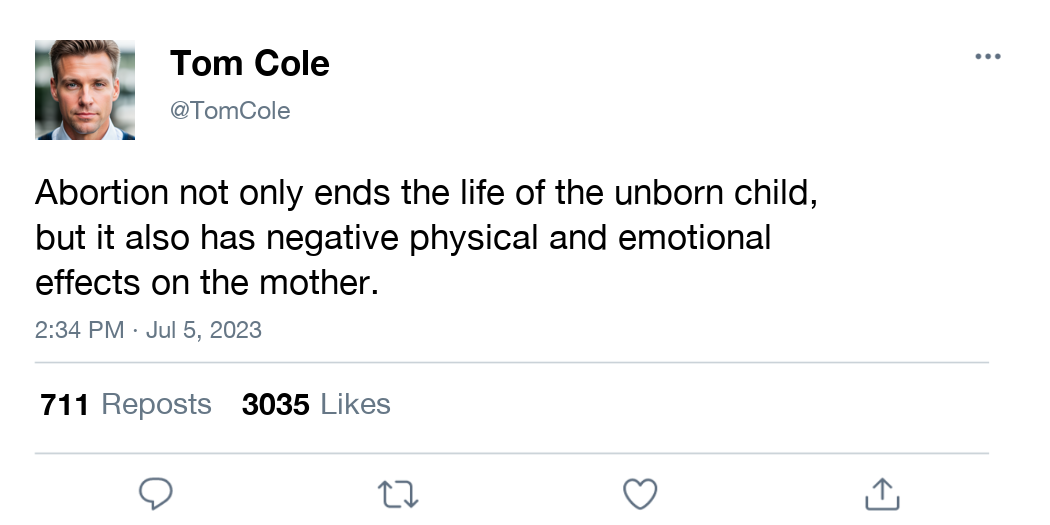 Tom Cole
@TomCole
Abortion not only ends the life of the unborn child,
but it also has negative physical and emotional
effects on the mother.
2:34 PM · Jul 5, 2023
711 Reposts 3035 Likes